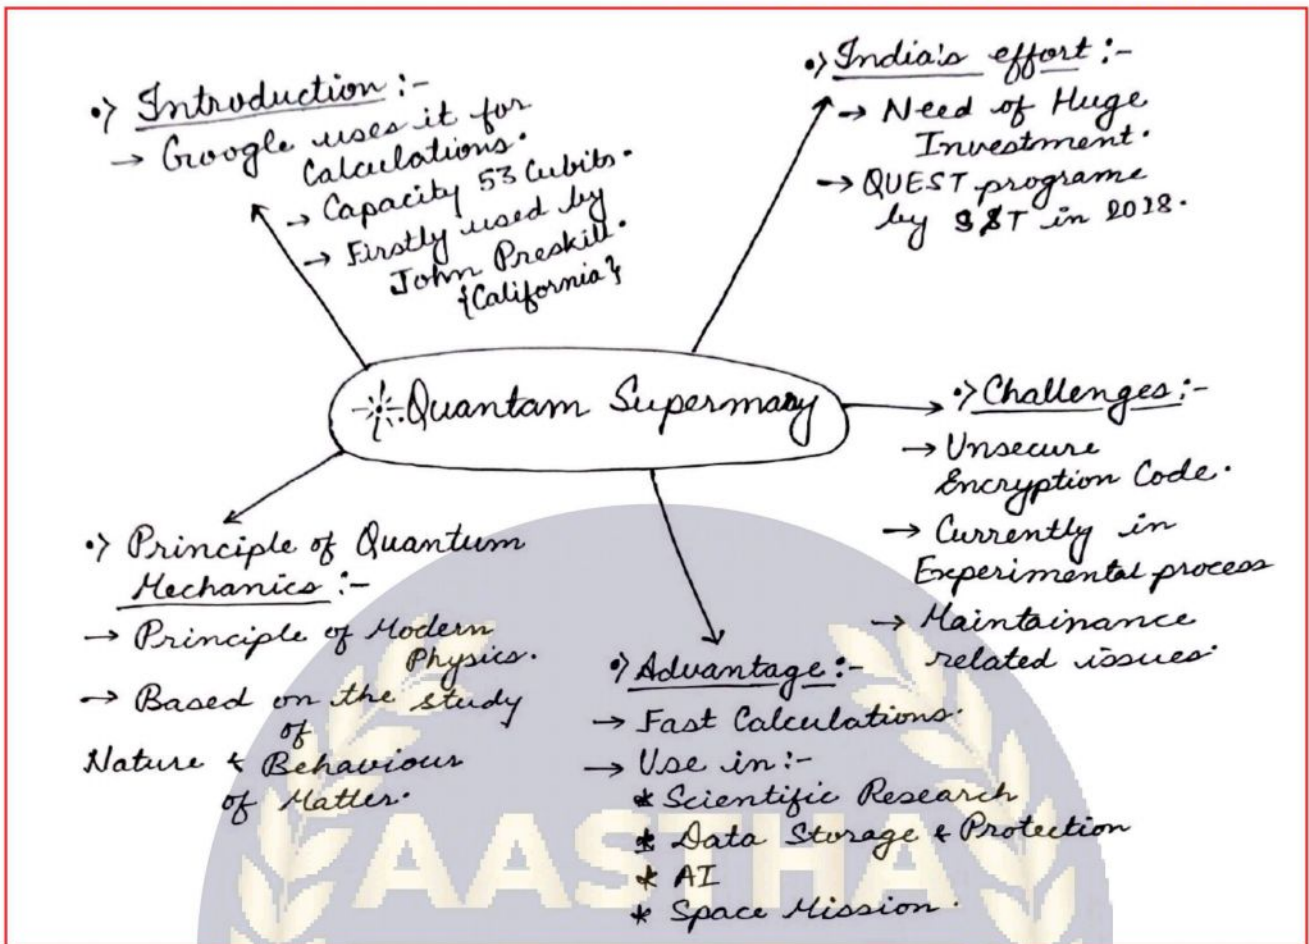 •> Introduction :-
→ Google uses it for
Calculations.
→ Capacity 53 Cubits.
→ Firstly used by
John Preskill.
{California}
•> India's effort :-
→ Need of Huge
Investment.
→ QUEST programe
by in 2018.
Quantam Supermacy
•> Challenges :-
→ Unsecure
Encryption Code.
→ Currently in
Experimental process
→ Maintainance
related issues.
•> Principle of Quantum
Mechanics :-
→ Principle of Modern
Physics.
→ Based on the study
of
Nature & Behaviour
of Matter.
•> Advantage :-
→ Fast Calculations.
→ Use in :-
* Scientific Research
* Data Storage & Protection
* AI
* Space Mission.
AASTHA